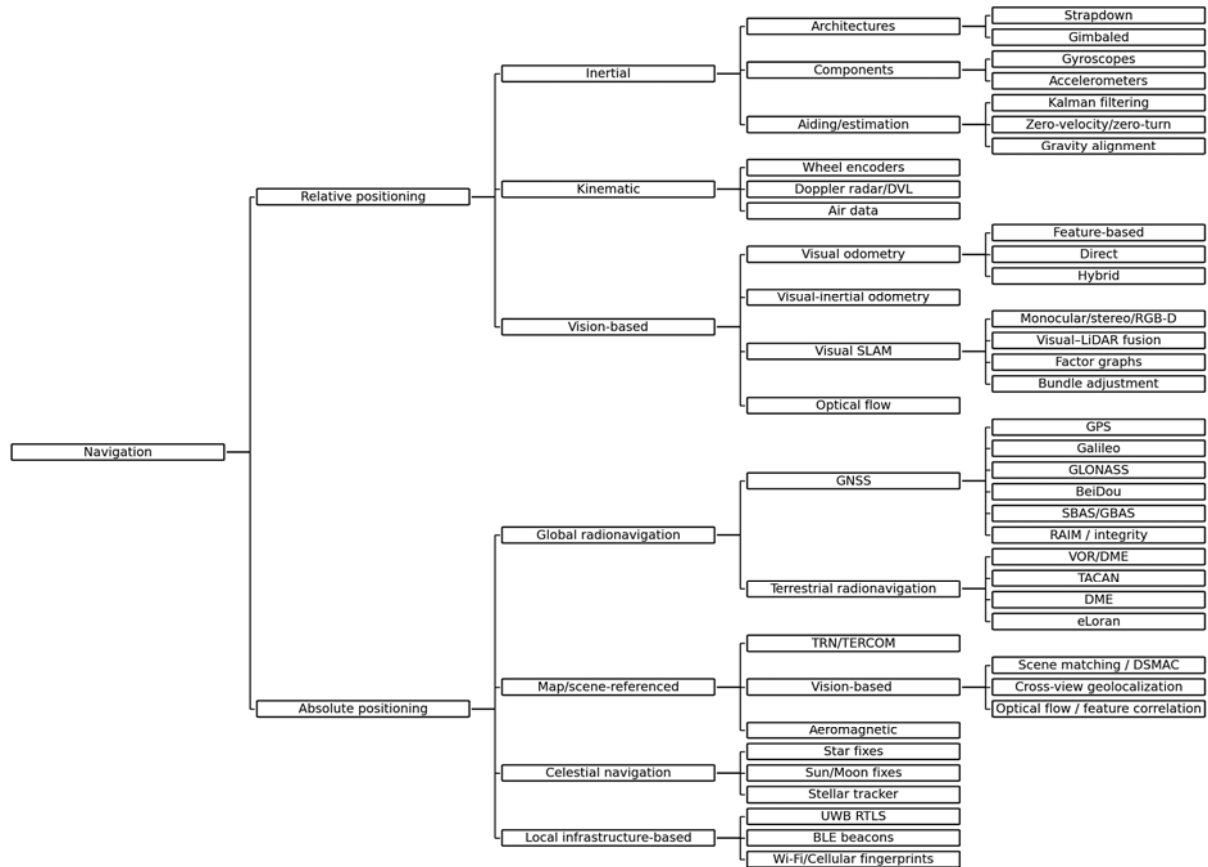 Navigation
Relative positioning
Inertial
Architectures
Strapdown
Gimbaled
Components
Gyroscopes
Accelerometers
Aiding/estimation
Kalman filtering
Zero-velocity/zero-turn
Gravity alignment
Kinematic
Wheel encoders
Doppler radar/DVL
Air data
Vision-based
Visual odometry
Feature-based
Direct
Hybrid
Visual-inertial odometry
Visual SLAM
Monocular/stereo/RGB-D
Visual–LiDAR fusion
Factor graphs
Bundle adjustment
Optical flow
Absolute positioning
Global radionavigation
GNSS
GPS
Galileo
GLONASS
BeiDou
SBAS/GBAS
RAIM / integrity
Terrestrial radionavigation
VOR/DME
TACAN
DME
eLoran
Map/scene-referenced
TRN/TERCOM
Vision-based
Scene matching / DSMAC
Cross-view geolocalization
Optical flow / feature correlation
Aeromagnetic
Celestial navigation
Star fixes
Sun/Moon fixes
Stellar tracker
Local infrastructure-based
UWB RTLS
BLE beacons
Wi-Fi/Cellular fingerprints